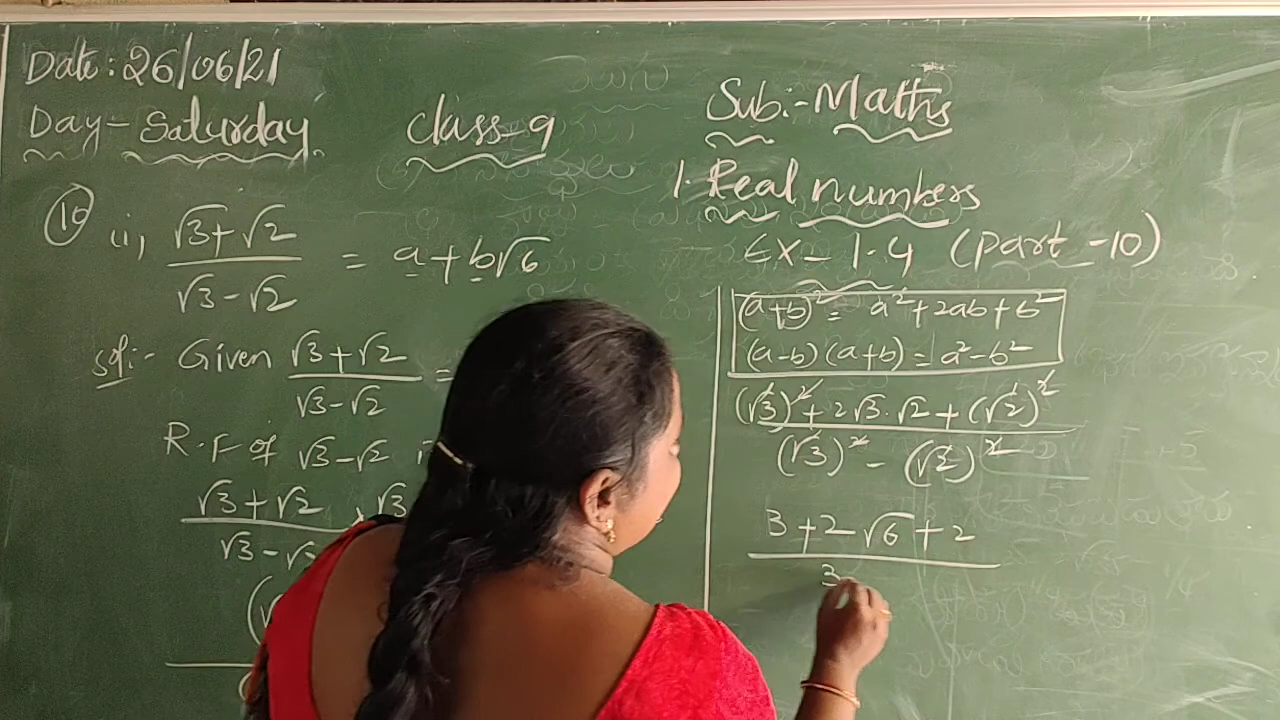 Date: 26/06/21
Day- Saturday
Class-9
Sub:- Maths
1. Real numbers
Ex- 1.4 (part-10)
(10) ii, √3+√2 / √3-√2 = a+b√6
Sol:- Given √3+√2 / √3-√2 =
R.F of √3-√2
√3+√2 / √3- × √3
(a+b)² = a²+2ab+b²
(a-b)(a+b) = a²-b²
(√3)²+2√3.√2+(√2)²
(√3)² - (√2)²
3+2√6+2
3